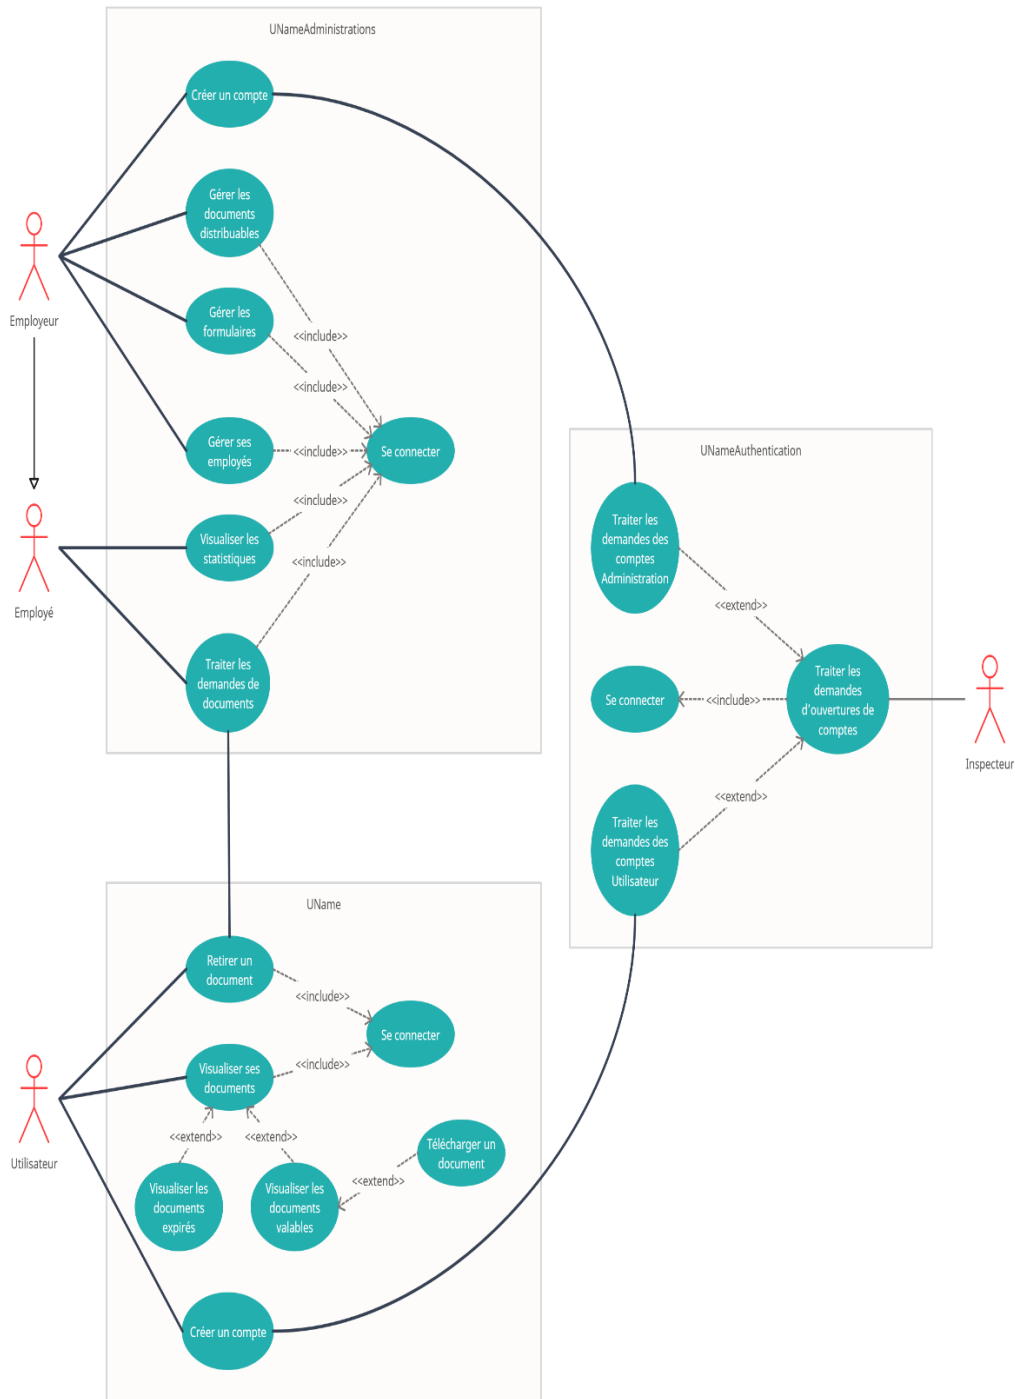 UNameAdministrations
Créer un compte
Gérer les
documents
distribuables
Employeur
Gérer les
formulaires
<<include>>
<<include>>
Gérer ses
employés
<<include>>
Se connecter
<<include>>
Visualiser les
statistiques
<<include>>
Employé
Traiter les
demandes de
documents
UNameAuthentication
Traiter les
demandes des
comptes
Administration
<<extend>>
Se connecter
<<include>>
Traiter les
demandes
d'ouvertures de
comptes
Inspecteur
<<extend>>
Traiter les
demandes des
comptes
Utilisateur
UName
Retirer un
document
<<include>>
Se connecter
Visualiser ses
documents
<<include>>
Utilisateur
<<extend>>
<<extend>>
Télécharger un
document
<<extend>>
Visualiser les
documents
expirés
Visualiser les
documents
valables
Créer un compte